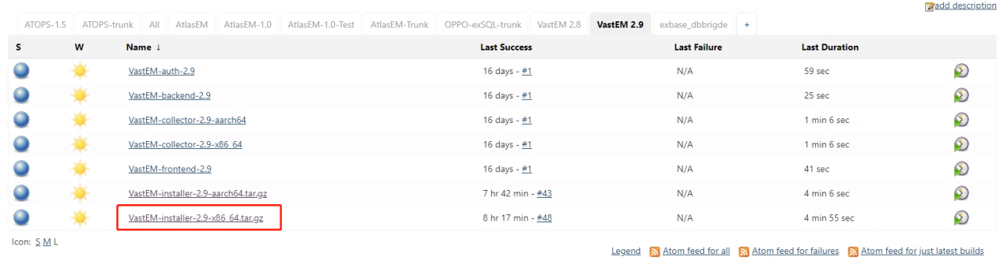 add description
ATOPS-1.5 ATOPS-trunk All AtlasEM AtlasEM-1.0 AtlasEM-1.0-Test AtlasEM-Trunk OPPO-exSQL-trunk VastEM 2.8 VastEM 2.9 exbase_dbbrigde +
S W Name ↓ Last Success Last Failure Last Duration
VastEM-auth-2.9 16 days - #1 N/A 59 sec
VastEM-backend-2.9 16 days - #1 N/A 25 sec
VastEM-collector-2.9-aarch64 16 days - #1 N/A 1 min 6 sec
VastEM-collector-2.9-x86_64 16 days - #1 N/A 1 min 6 sec
VastEM-frontend-2.9 16 days - #1 N/A 41 sec
VastEM-installer-2.9-aarch64.tar.gz 7 hr 42 min - #43 N/A 4 min 6 sec
VastEM-installer-2.9-x86_64.tar.gz 8 hr 17 min - #48 N/A 4 min 55 sec
Icon: S M L
Legend Atom feed for all Atom feed for failures Atom feed for just latest builds